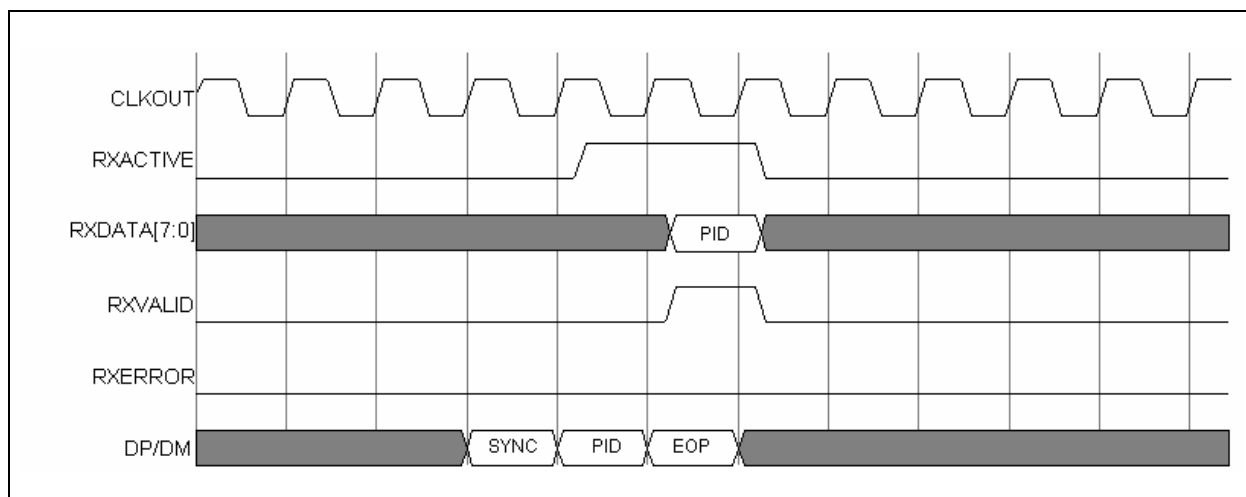 CLKOUT
RXACTIVE
RXDATA[7:0]
PID
RXVALID
RXERROR
DP/DM
SYNC
PID
EOP